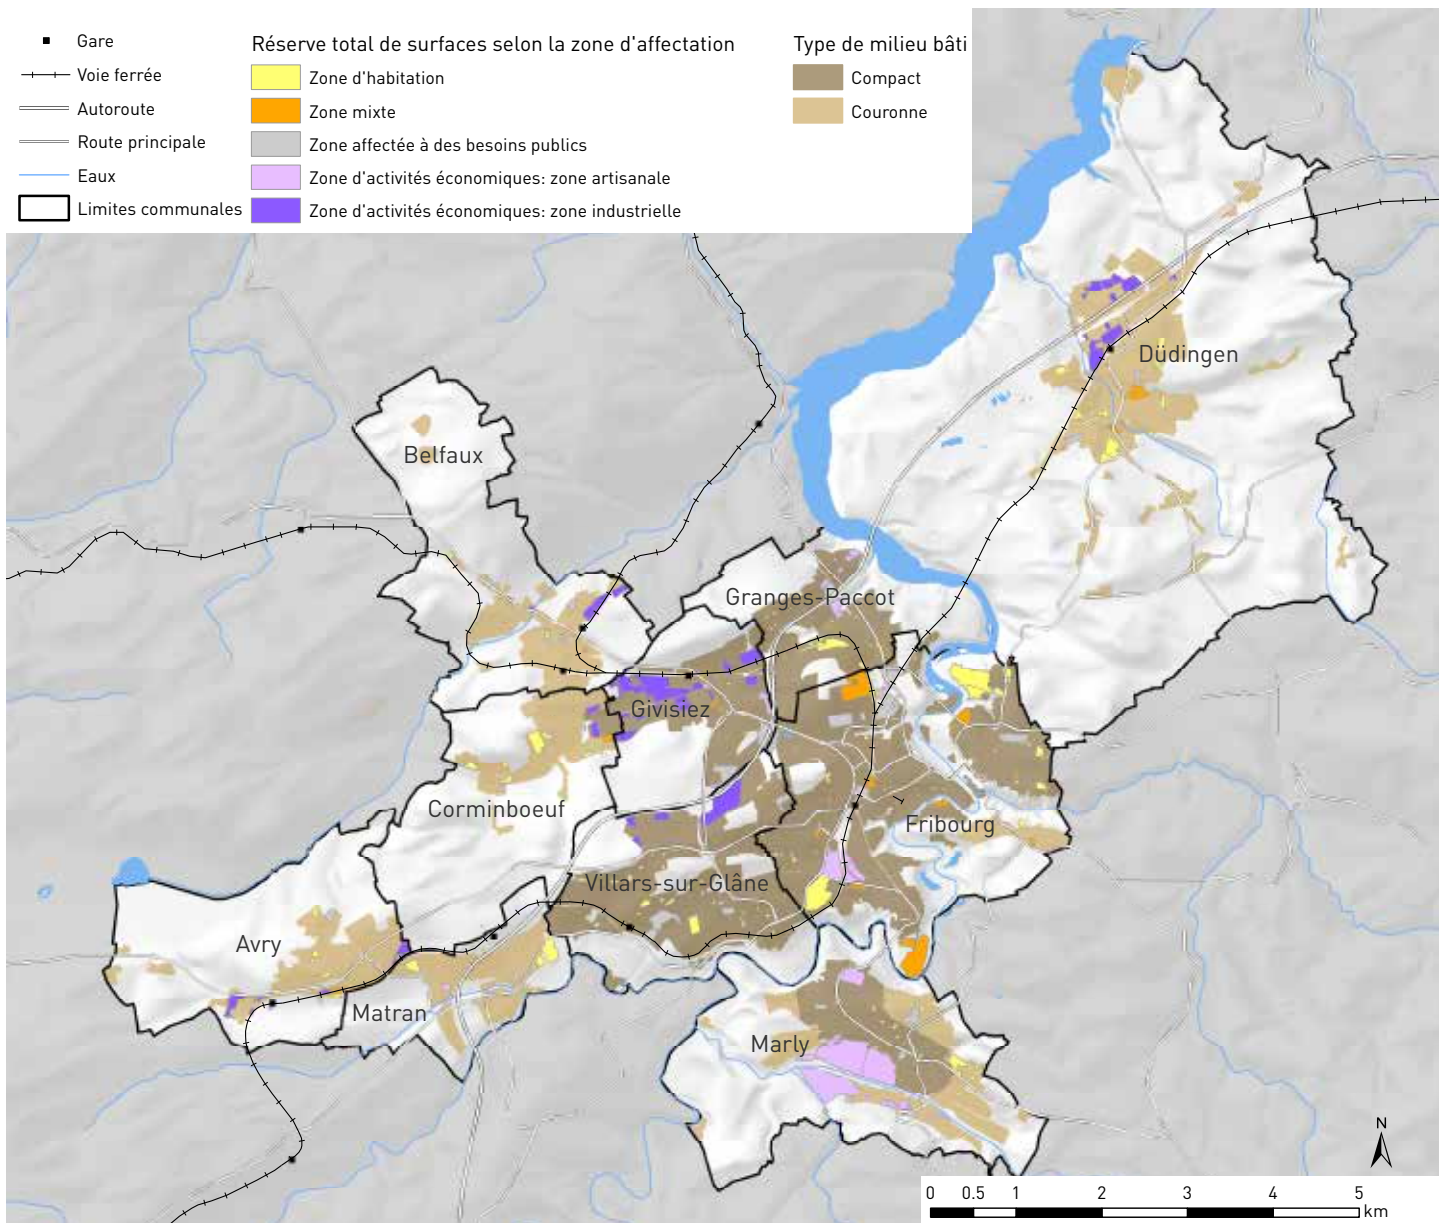 Gare
Voie ferrée
Autoroute
Route principale
Eaux
Limites communales
Réserve total de surfaces selon la zone d'affectation
Zone d'habitation
Zone mixte
Zone affectée à des besoins publics
Zone d'activités économiques: zone artisanale
Zone d'activités économiques: zone industrielle
Type de milieu bâti
Compact
Couronne
Düdingen
Belfaux
Granges-Paccot
Givisiez
Corminboeuf
Fribourg
Villars-sur-Glâne
Avry
Matran
Marly
N
0 0.5 1 2 3 4 5
km